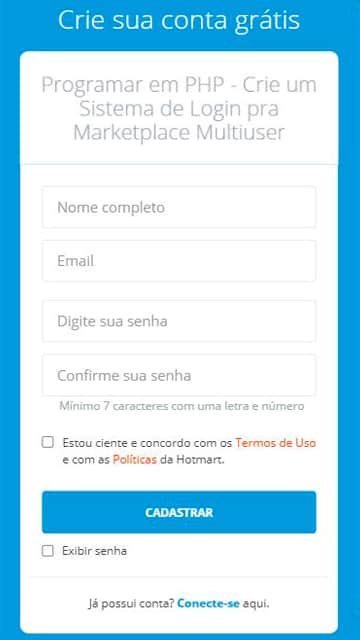 Crie sua conta grátis
Programar em PHP - Crie um
Sistema de Login pra
Marketplace Multiuser
Nome completo
Email
Digite sua senha
Confirme sua senha
Mínimo 7 caracteres com uma letra e número
Estou ciente e concordo com os Termos de Uso
e com as Políticas da Hotmart.
CADASTRAR
Exibir senha
Já possui conta? Conecte-se aqui.